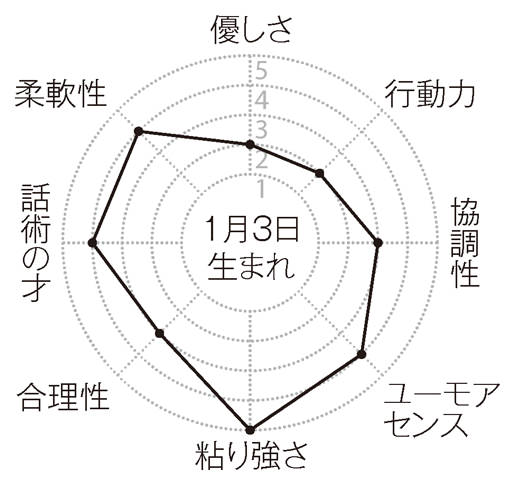 優しさ
行動力
協調性
ユーモア
センス
粘り強さ
合理性
話術の才
柔軟性
5
4
3
2
1
1月3日
生まれ